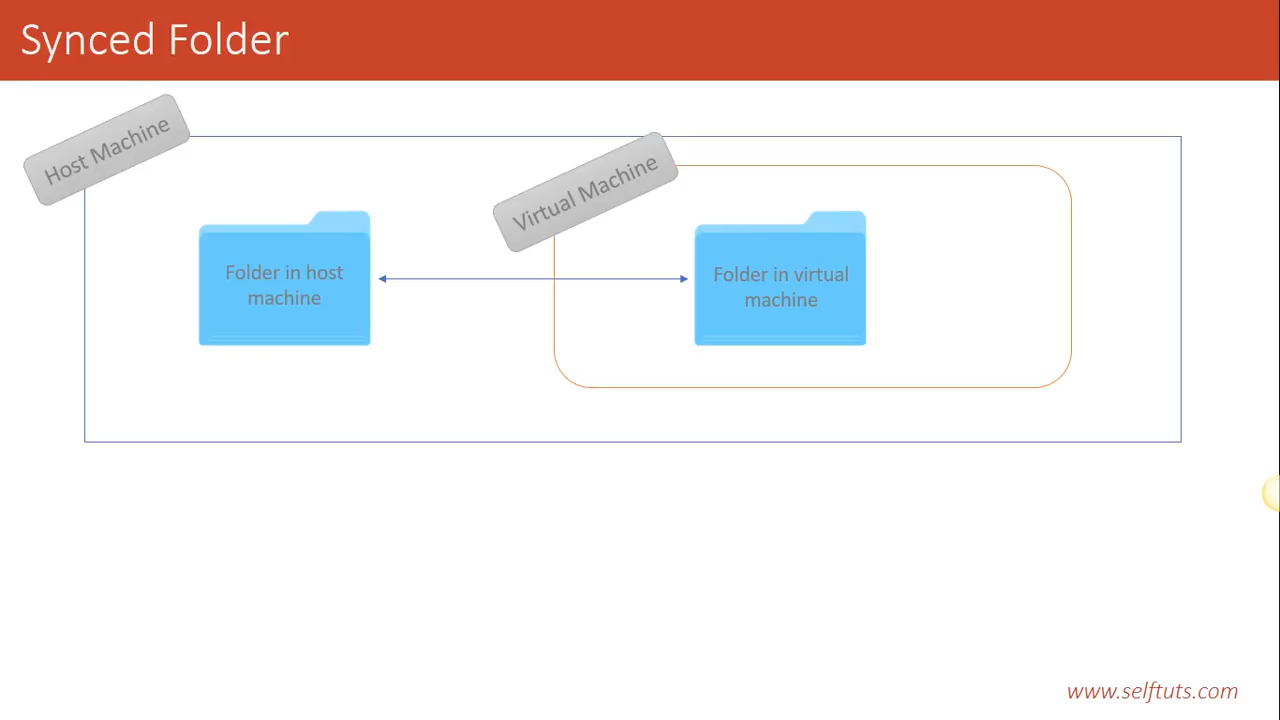 Synced Folder
Host Machine
Virtual Machine
Folder in host
machine
Folder in virtual
machine
www.selftuts.com